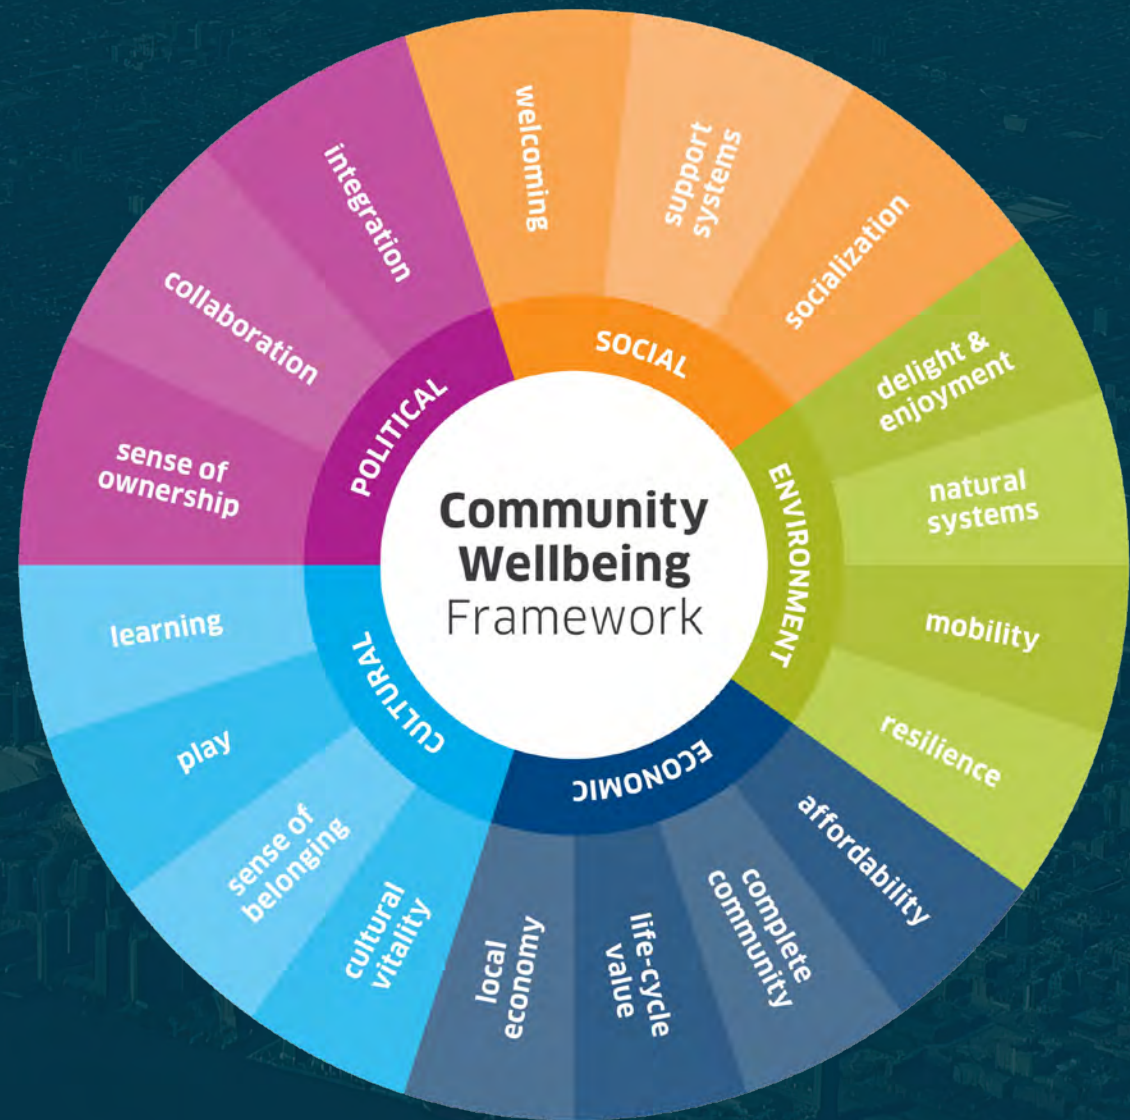 Community
Wellbeing
Framework
SOCIAL
welcoming
support
systems
socialization
ENVIRONMENT
delight &
enjoyment
natural
systems
mobility
resilience
ECONOMIC
affordability
complete
community
life-cycle
value
local
economy
CULTURAL
cultural
vitality
sense of
belonging
play
learning
POLITICAL
sense of
ownership
collaboration
integration